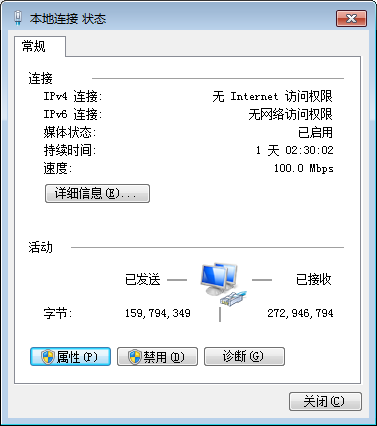 本地连接 状态
常规
连接
IPv4 连接: 无 Internet 访问权限
IPv6 连接: 无网络访问权限
媒体状态: 已启用
持续时间: 1 天 02:30:02
速度: 100.0 Mbps
详细信息(E)...
活动
已发送 — 已接收
字节: 159,794,349 | 272,946,794
属性(P) 禁用(D) 诊断(G)
关闭(C)